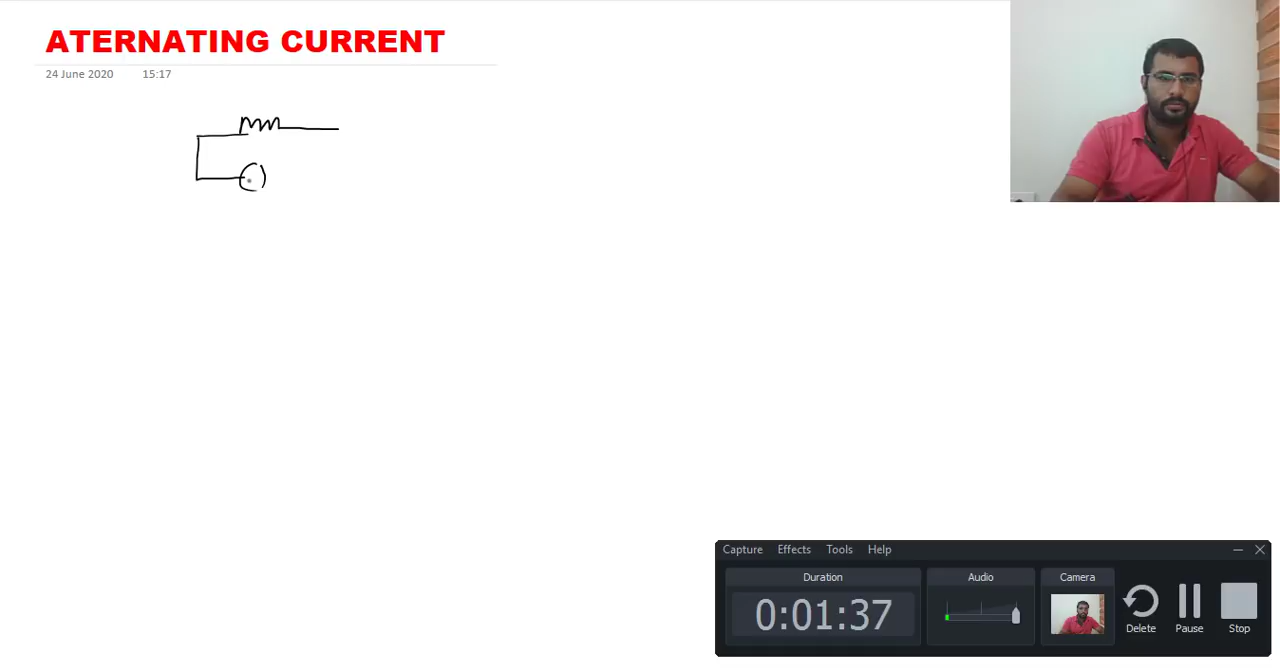 ATERNATING CURRENT
24 June 2020 15:17
Capture Effects Tools Help
Duration Audio Camera
0:01:37
Delete Pause Stop